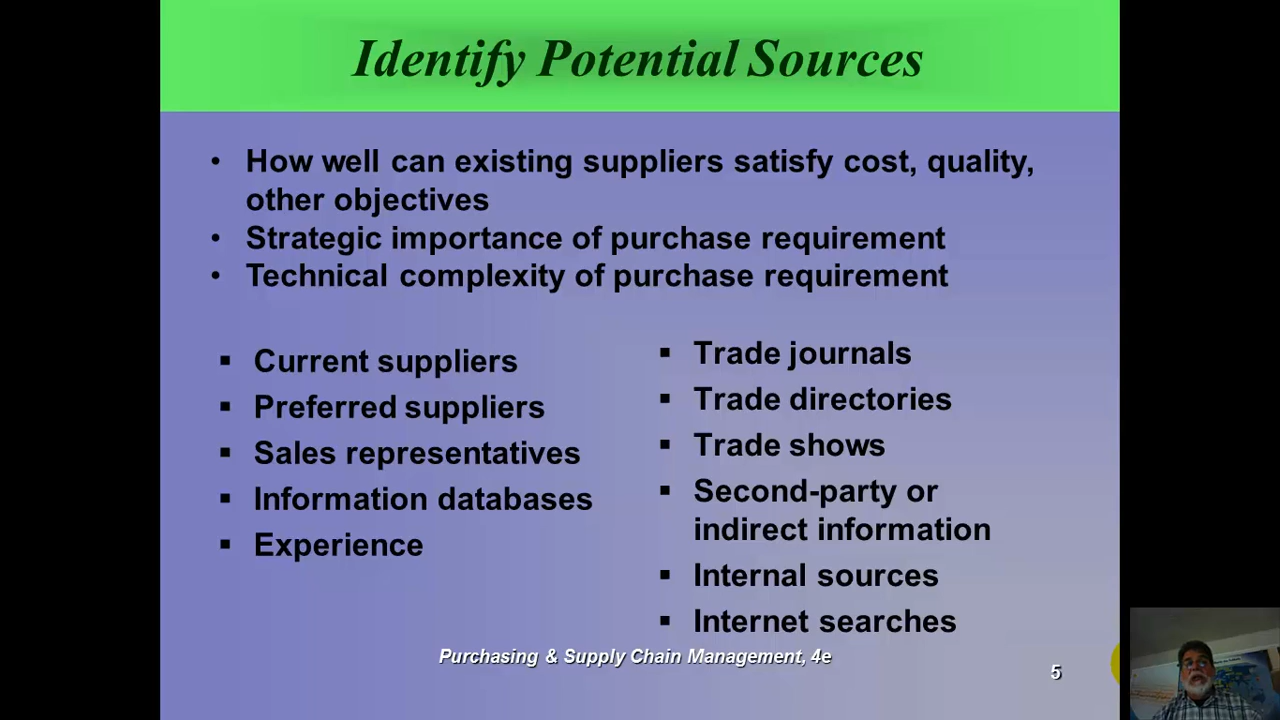 Identify Potential Sources
• How well can existing suppliers satisfy cost, quality,
other objectives
• Strategic importance of purchase requirement
• Technical complexity of purchase requirement
▪ Current suppliers
▪ Preferred suppliers
▪ Sales representatives
▪ Information databases
▪ Experience
▪ Trade journals
▪ Trade directories
▪ Trade shows
▪ Second-party or
indirect information
▪ Internal sources
▪ Internet searches
Purchasing & Supply Chain Management, 4e
5